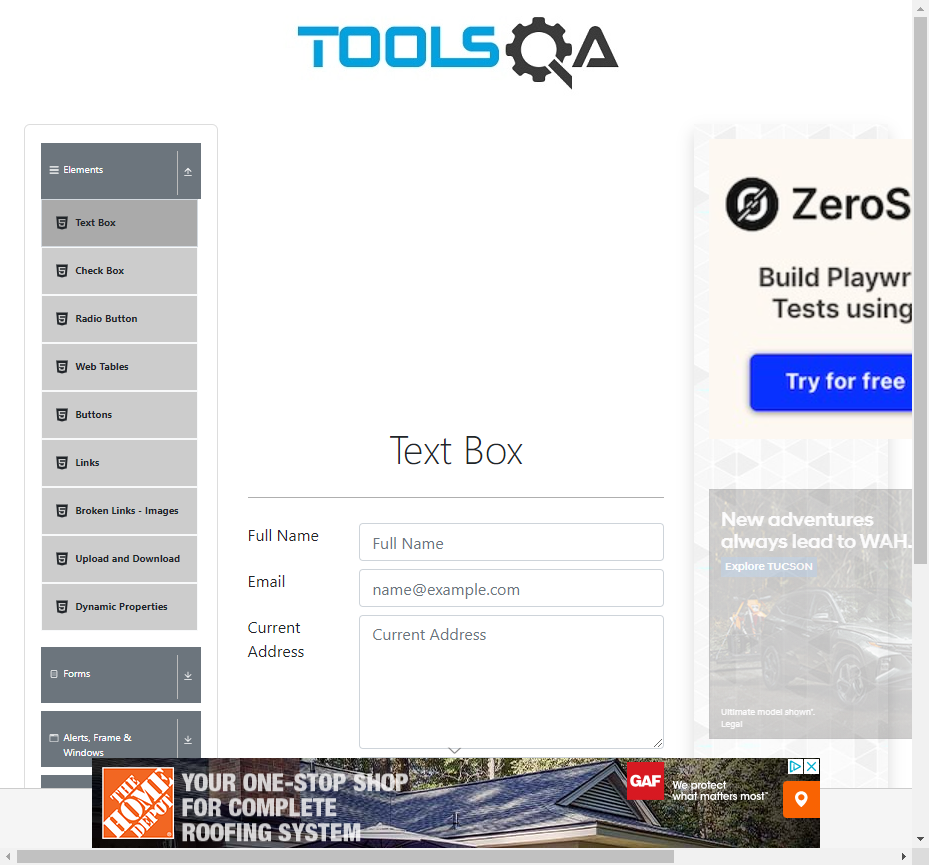 TOOLSQA
Elements
Text Box
Check Box
Radio Button
Web Tables
Buttons
Links
Broken Links - Images
Upload and Download
Dynamic Properties
Forms
Alerts, Frame &
Windows
Text Box
Full Name
Full Name
Email
name@example.com
Current
Address
Current Address
ZeroS
Build Playwr
Tests using
Try for free
New adventures
always lead to WAH.
Explore TUCSON
Ultimate model shown*.
Legal
THE
HOME
DEPOT
YOUR ONE-STOP SHOP
FOR COMPLETE
ROOFING SYSTEM
GAF
We protect
what matters most™